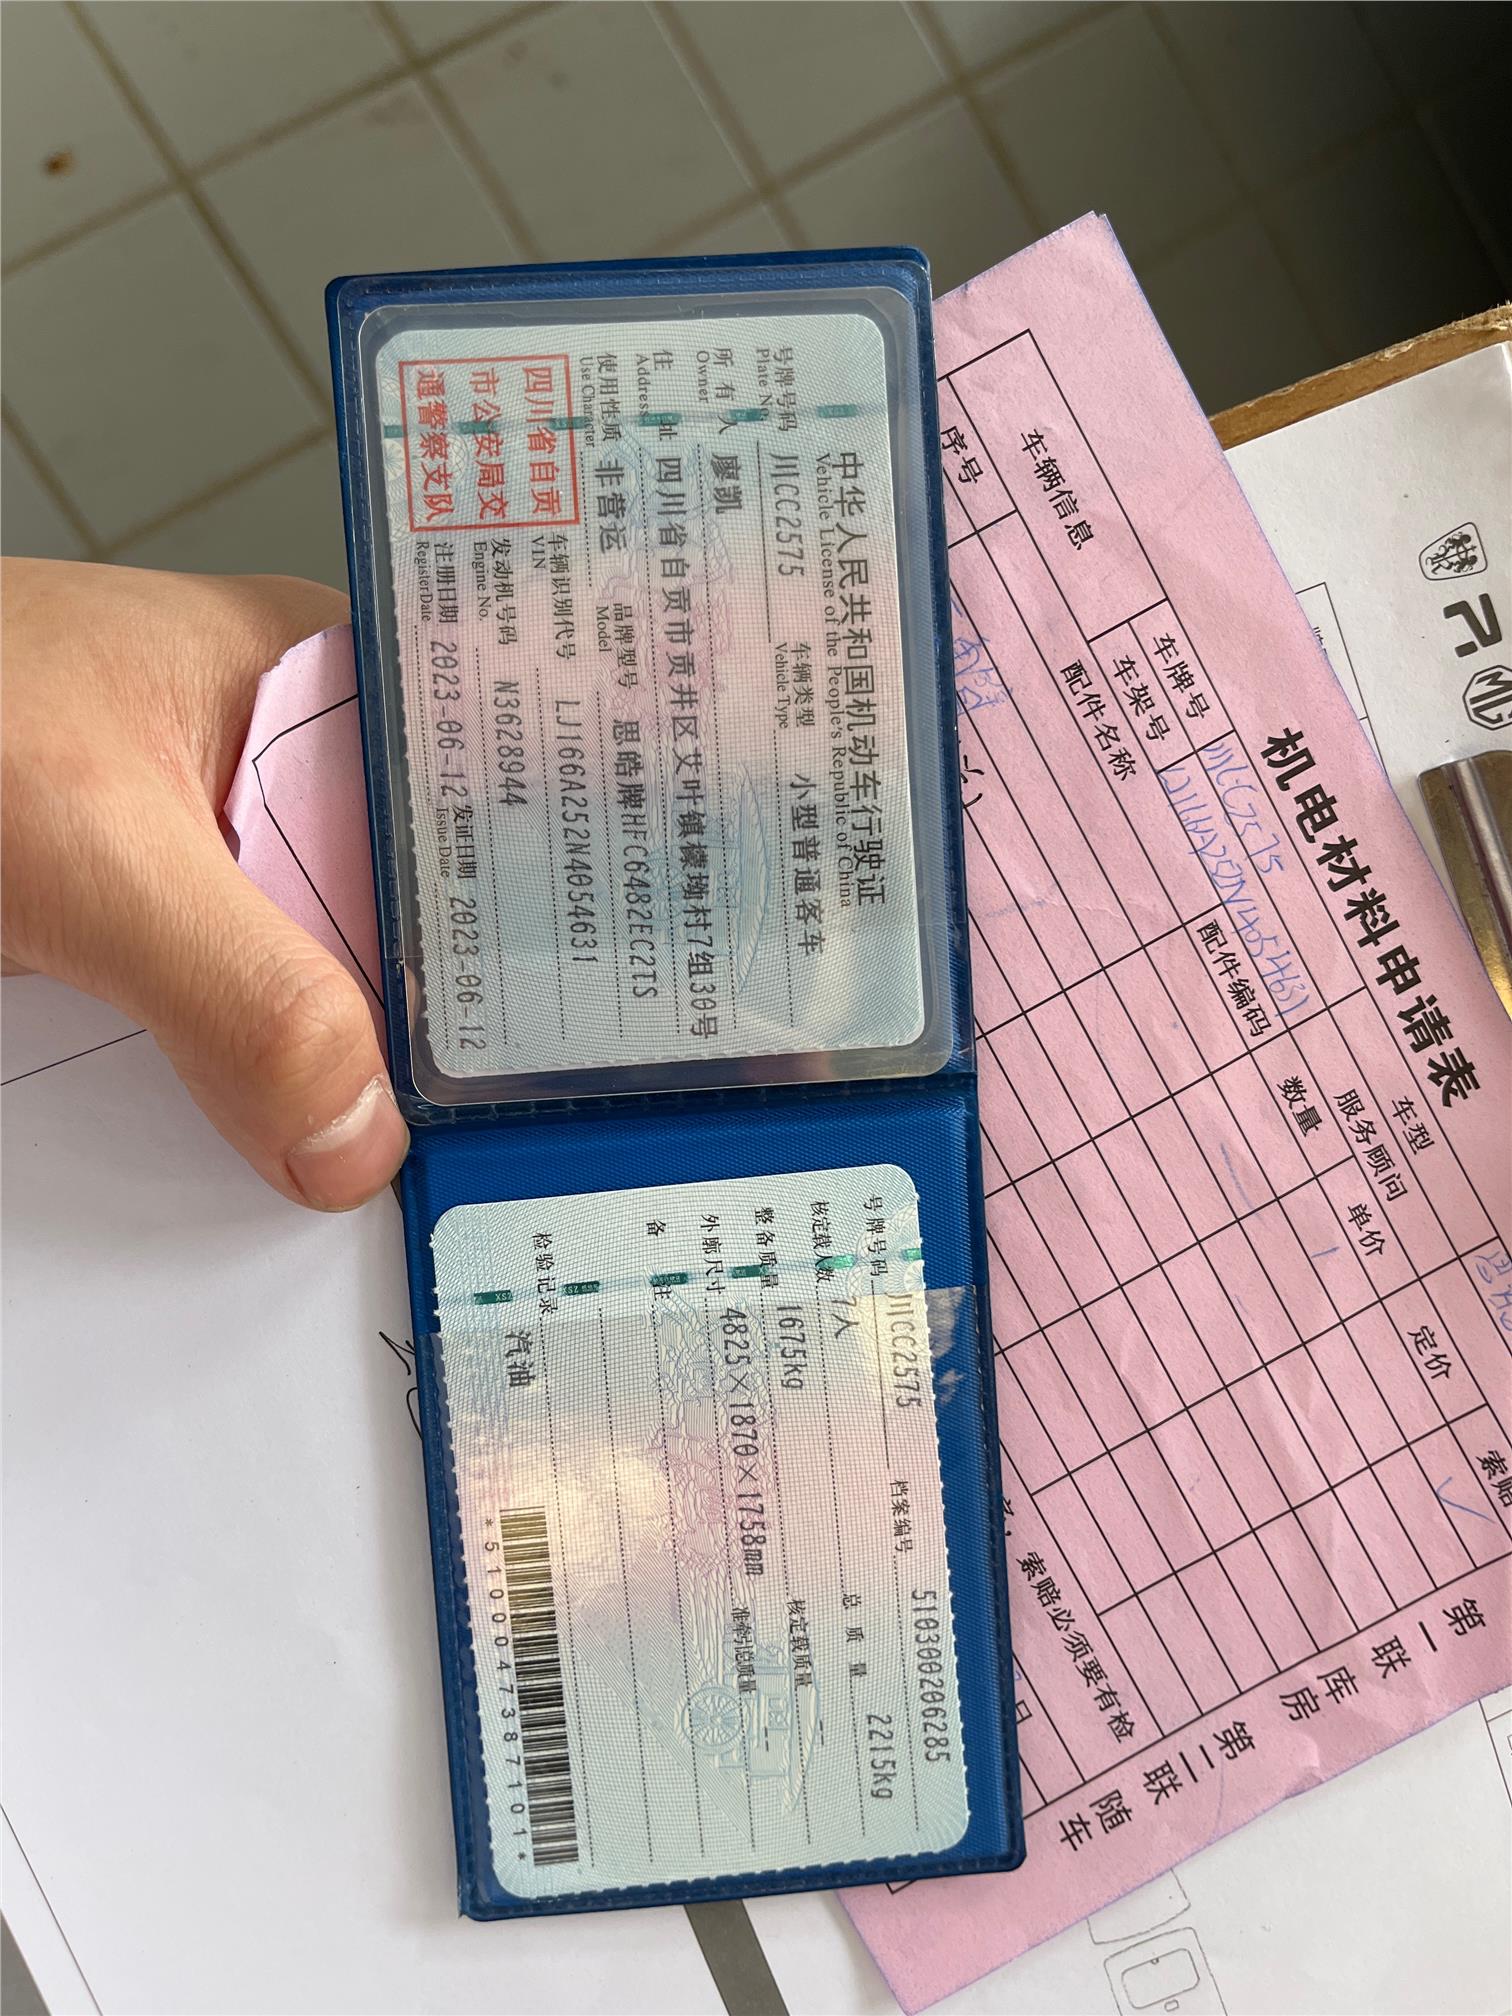 中华人民共和国机动车行驶证
Vehicle License of the People's Republic of China
号牌号码 川CC2575 车辆类型 小型普通客车
Plate No. Vehicle Type
所有人 廖凯
Owner
住址 四川省自贡市贡井区艾叶镇檬坳村7组30号
Address
使用性质 非营运 品牌型号 思皓牌HFC6482EC2TS
Use Character Model
车辆识别代号 LJ166A252N4054631
VIN
发动机号码 N3628944
Engine No.
注册日期 2023-06-12 发证日期 2023-06-12
Register Date Issue Date
四川省自贡
市公安局交
通警察支队
号牌号码 川CC2575 档案编号 510300206285
核定载人数 7人 总质量 2215kg
整备质量 1675kg 核定载质量 --
外廓尺寸 4825×1870×1758mm 准牵引总质量 --
备注
检验记录
汽油
*5100047387101*
机电材料申请表
车辆信息
车牌号 川CC2575 车型
车架号 服务顾问
序号 配件名称 配件编码 数量 单价 定价 索赔
1
索赔必须要有检
第一联 库房
第二联 随车